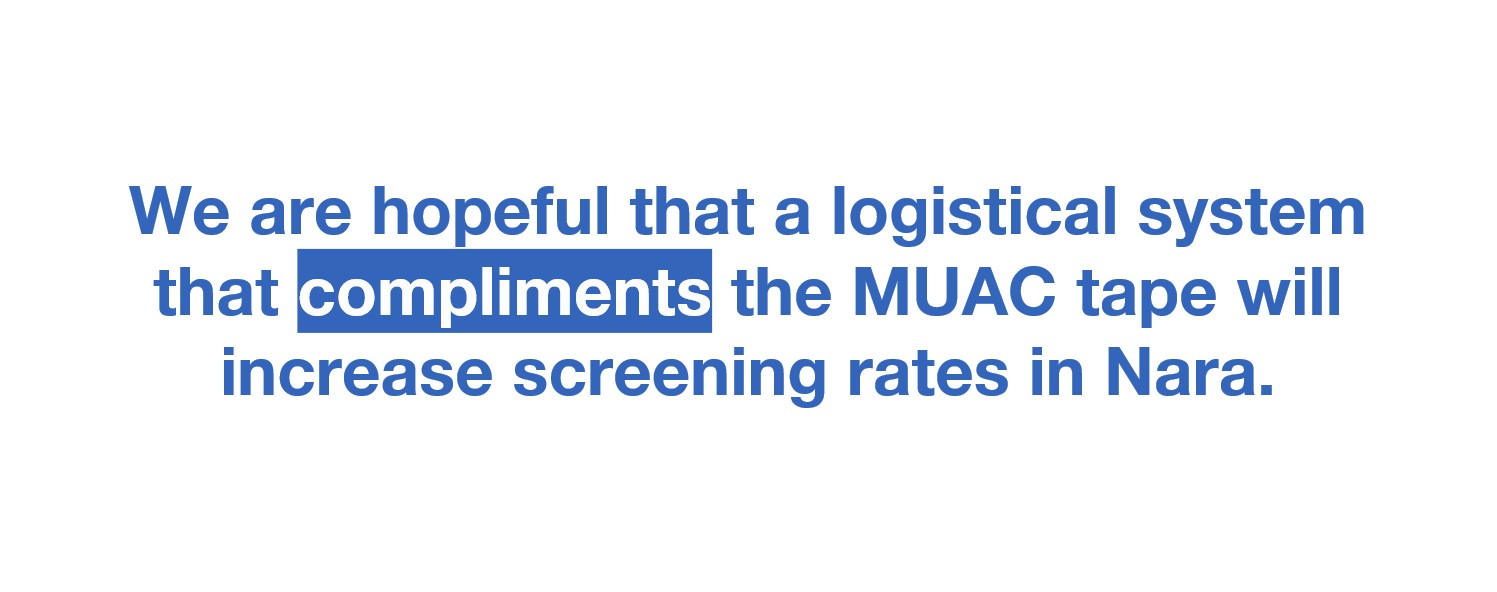 We are hopeful that a logistical system
that compliments the MUAC tape will
increase screening rates in Nara.